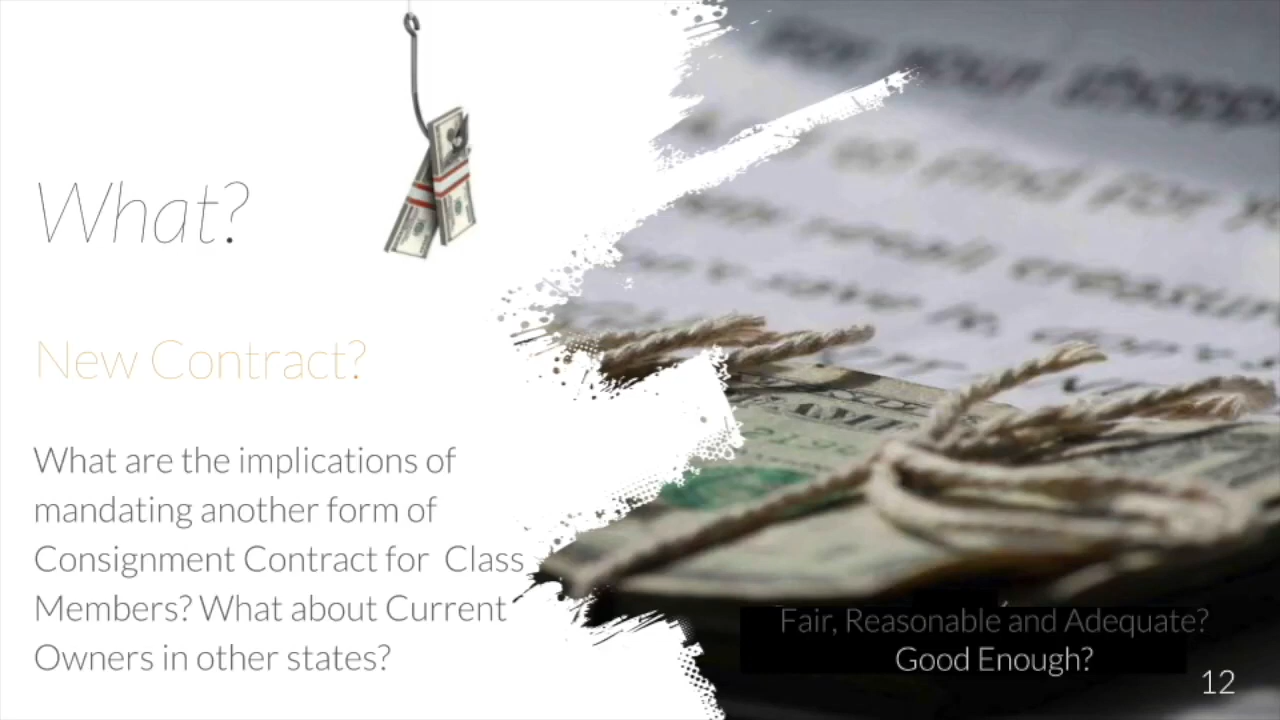 What?
New Contract?
What are the implications of
mandating another form of
Consignment Contract for Class
Members? What about Current
Owners in other states?
Fair, Reasonable and Adequate?
Good Enough?
12